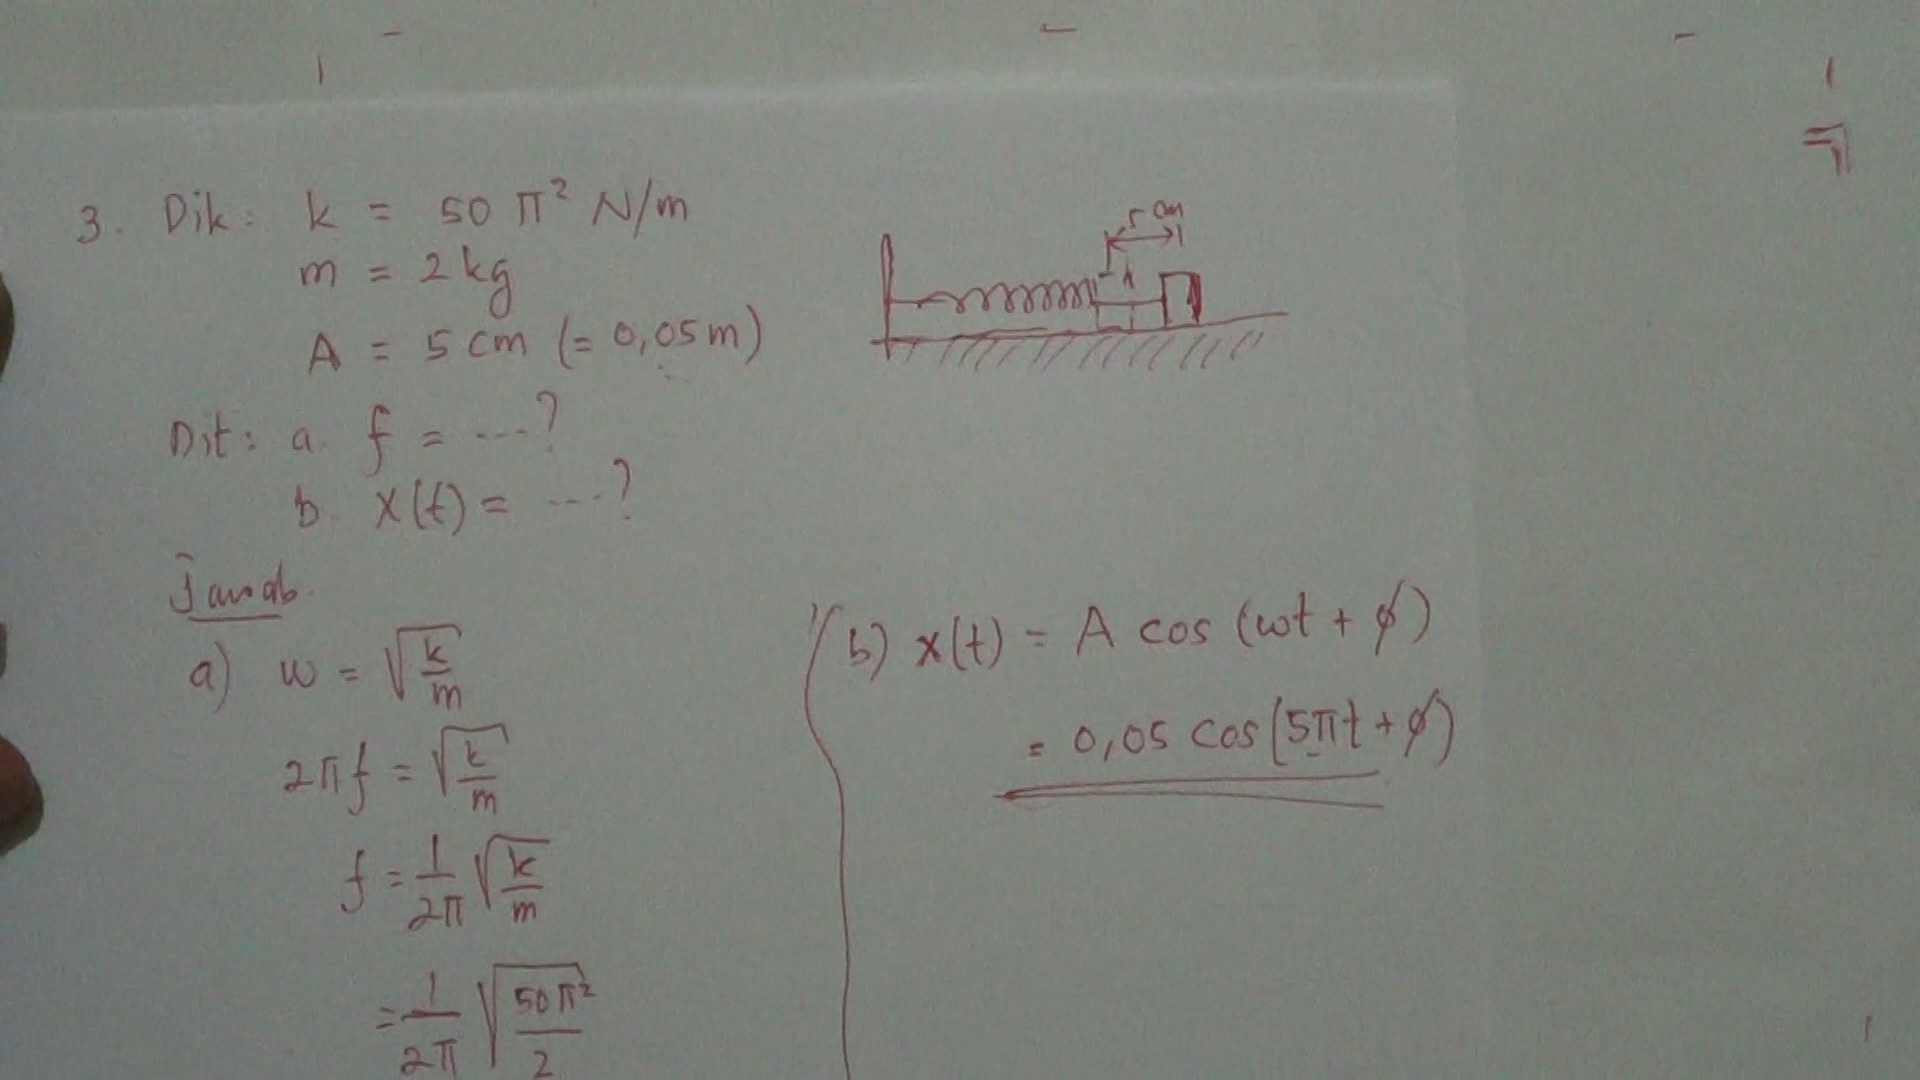 3. Dik: k = 50 π² N/m
m = 2 kg
A = 5 cm (= 0,05 m)
5 cm
Dit: a. f = ---?
b. x(t) = ---?
Jawab.
a) ω = √(k/m)
2πf = √(k/m)
f = 1/2π √(k/m)
= 1/2π √(50π²/2)
b) x(t) = A cos (ωt + ϕ)
= 0,05 cos (5πt + ϕ)